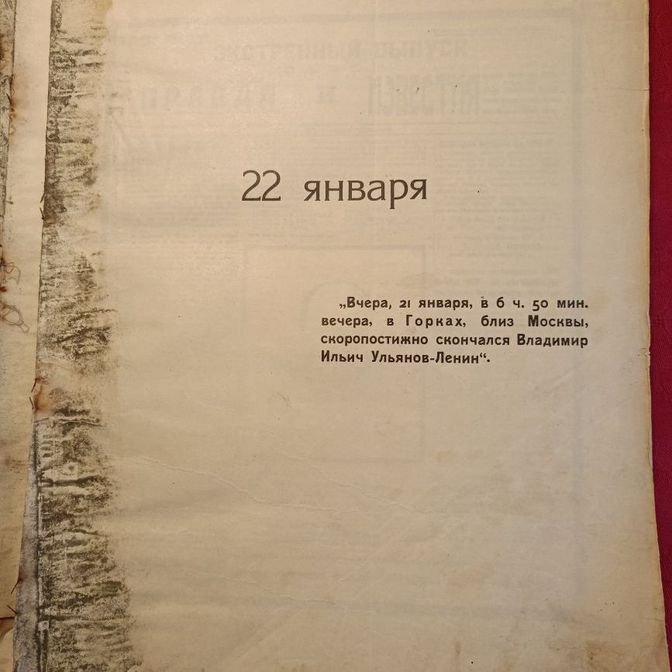 22 января
„Вчера, 21 января, в 6 ч. 50 мин.
вечера, в Горках, близ Москвы,
скоропостижно скончался Владимир
Ильич Ульянов-Ленин“.